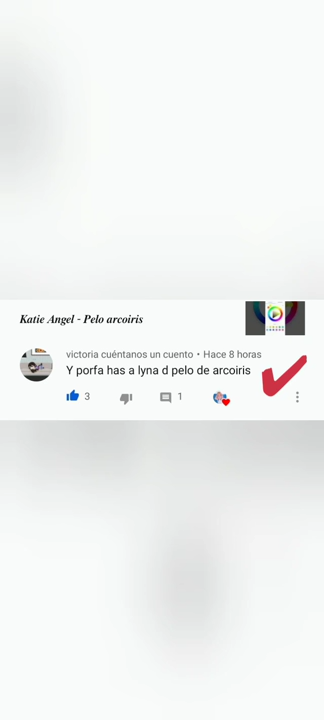 Katie Angel - Pelo arcoiris
victoria cuéntanos un cuento • Hace 8 horas
Y porfa has a lyna d pelo de arcoiris
3
1